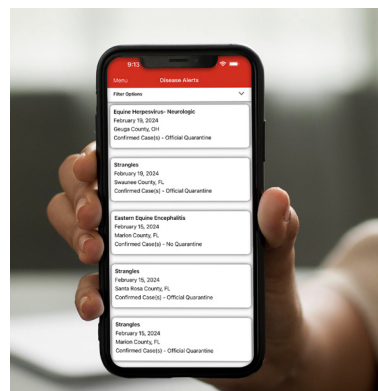 9:13
Menu Disease Alerts
Filter Options
Equine Herpesvirus- Neurologic
February 19, 2024
Geuga County, OH
Confirmed Case(s) - Official Quarantine
Strangles
February 19, 2024
Swaunee County, FL
Confirmed Case(s) - Official Quarantine
Eastern Equine Encephalitis
February 15, 2024
Marion County, FL
Confirmed Case(s) - No Quarantine
Strangles
February 15, 2024
Santa Rosa County, FL
Confirmed Case(s) - Official Quarantine
Strangles
February 15, 2024
Marion County, FL
Confirmed Case(s) - Official Quarantine